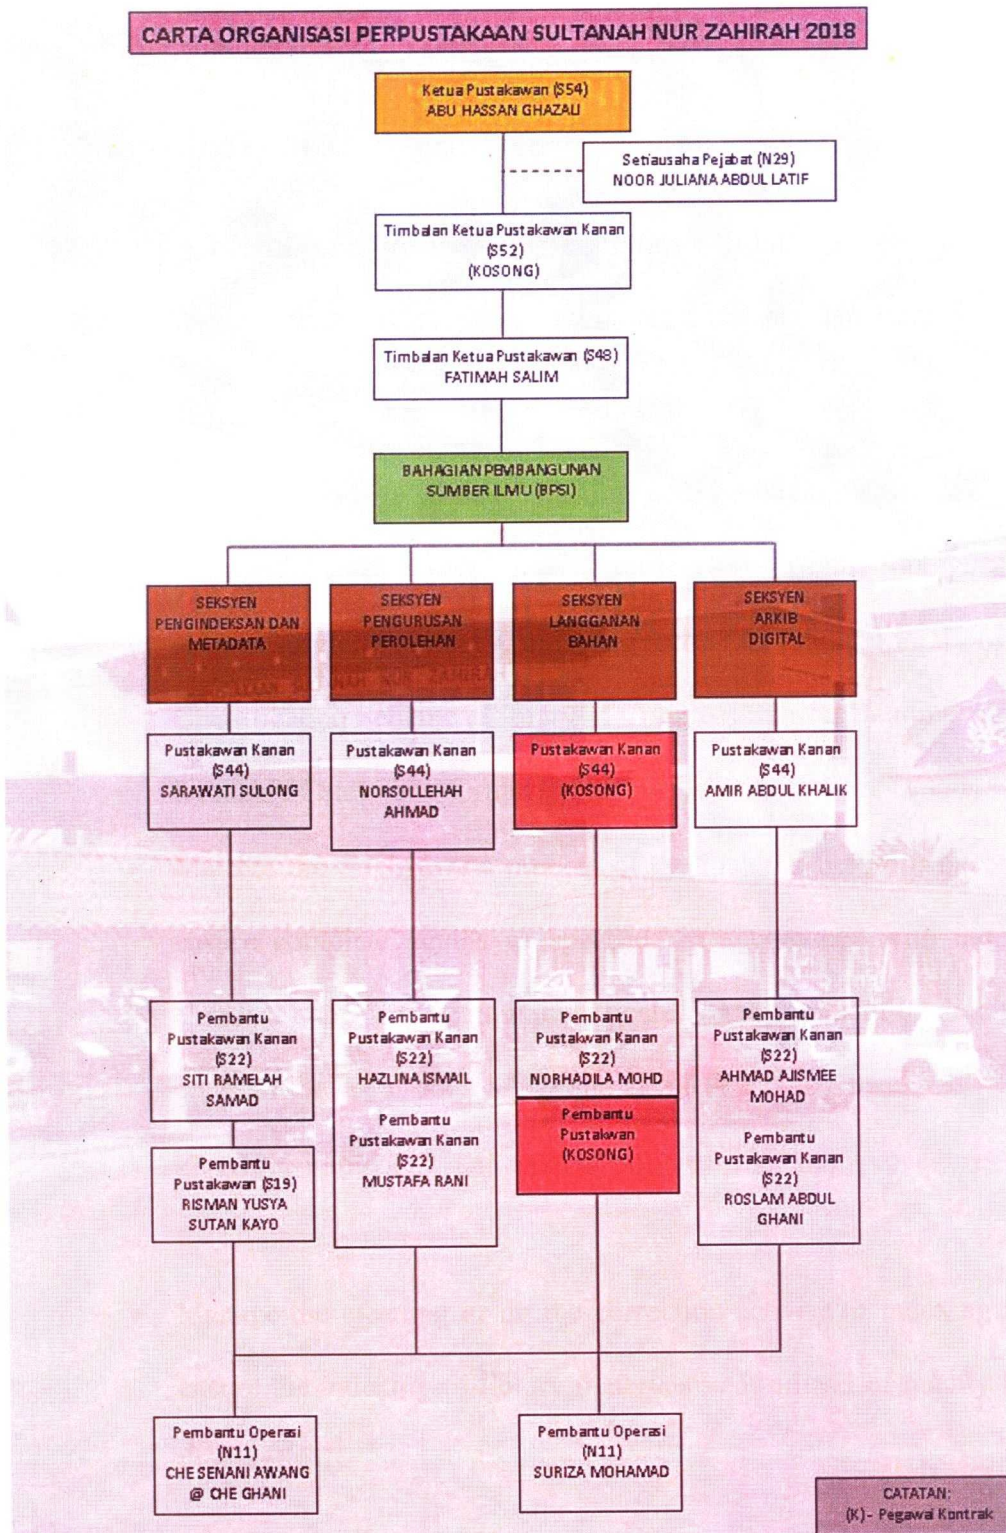 CARTA ORGANISASI PERPUSTAKAAN SULTANAH NUR ZAHIRAH 2018
Ketua Pustakawan (S54)
ABU HASSAN GHAZALI
Setiausaha Pejabat (N29)
NOOR JULIANA ABDUL LATIF
Timbalan Ketua Pustakawan Kanan
(S52)
(KOSONG)
Timbalan Ketua Pustakawan (S48)
FATIMAH SALIM
BAHAGIAN PEMBANGUNAN
SUMBER ILMU (BPSI)
SEKSYEN
PENGINDEKSAN DAN
METADATA
SEKSYEN
PENGURUSAN
PEROLEHAN
SEKSYEN
LANGGANAN
BAHAN
SEKSYEN
ARKIB
DIGITAL
NUR ZAHIRAH
Pustakawan Kanan
(S44)
SARAWATI SULONG
Pustakawan Kanan
(S44)
NORSOLLEHAH
AHMAD
Pustakawan Kanan
(S44)
(KOSONG)
Pustakawan Kanan
(S44)
AMIR ABDUL KHALIK
Pembantu
Pustakawan Kanan
(S22)
SITI RAMELAH
SAMAD
Pembantu
Pustakawan (S19)
RISMAN YUSYA
SUTAN KAYO
Pembantu
Pustakawan Kanan
(S22)
HAZLINA ISMAIL
Pembantu
Pustakawan Kanan
(S22)
MUSTAFA RANI
Pembantu
Pustakwan Kanan
(S22)
NORHADILA MOHD
Pembantu
Pustakwan
(KOSONG)
Pembantu
Pustakawan Kanan
(S22)
AHMAD AJISMEE
MOHAD
Pembantu
Pustakawan Kanan
(S22)
ROSLAM ABDUL
GHANI
Pembantu Operasi
(N11)
CHE SENANI AWANG
@ CHE GHANI
Pembantu Operasi
(N11)
SURIZA MOHAMAD
CATATAN:
(K)- Pegawai Kontrak